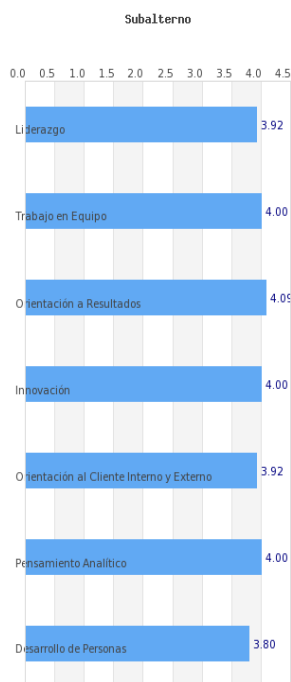 Subalterno
0.0 0.5 1.0 1.5 2.0 2.5 3.0 3.5 4.0 4.5
Liderazgo 3.92
Trabajo en Equipo 4.00
Orientación a Resultados 4.09
Innovación 4.00
Orientación al Cliente Interno y Externo 3.92
Pensamiento Analítico 4.00
Desarrollo de Personas 3.80